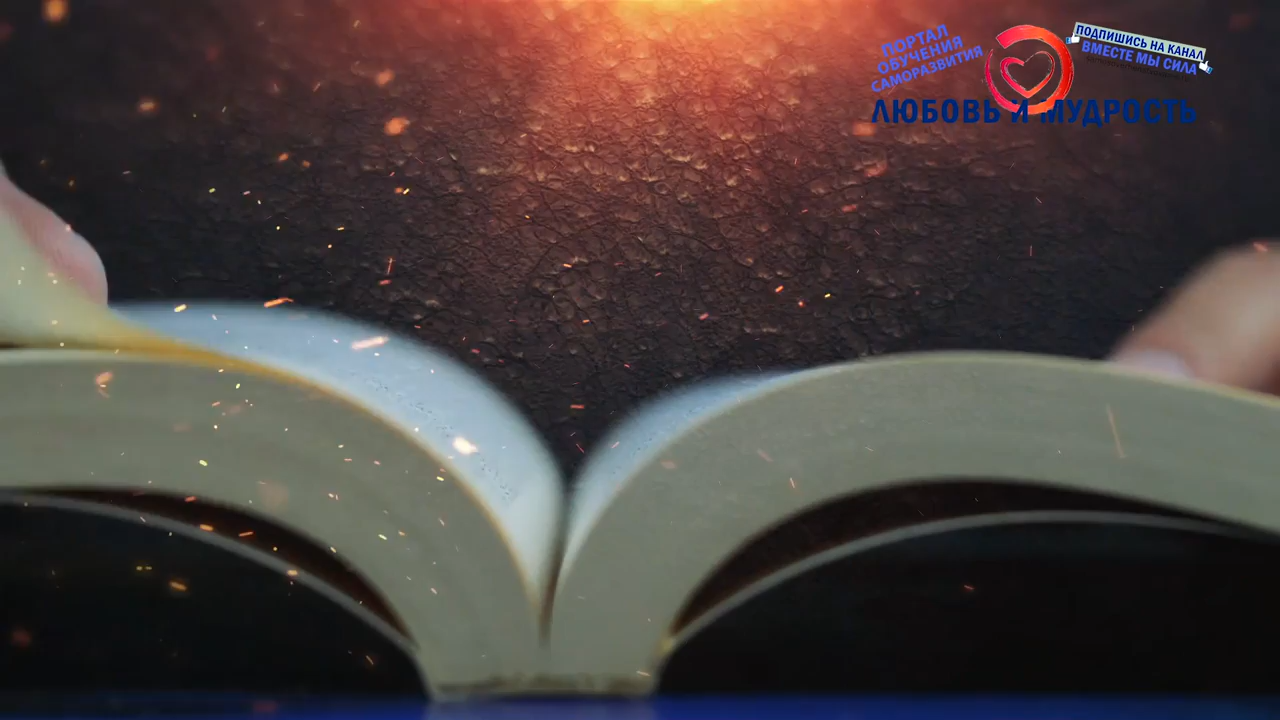 ПОРТАЛ
ОБУЧЕНИЯ
САМОРАЗВИТИЯ
ПОДПИШИСЬ НА КАНАЛ
ВМЕСТЕ МЫ СИЛА
ЛЮБОВЬ И МУДРОСТЬ